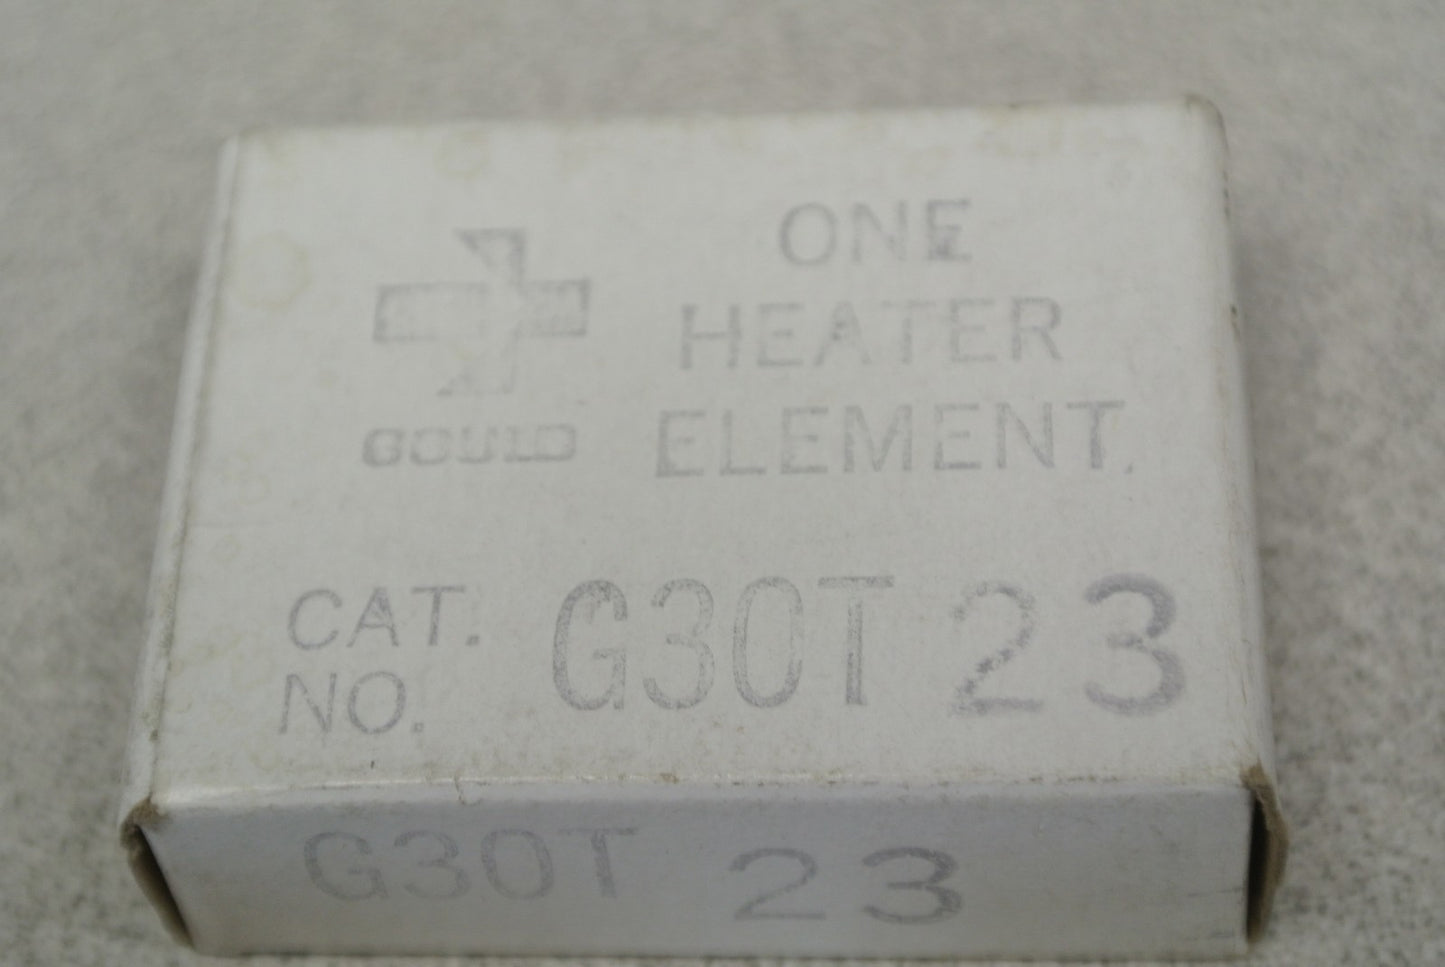 GOULD
ONE
HEATER
ELEMENT.
CAT.
NO.
G30T 23
G30T 23